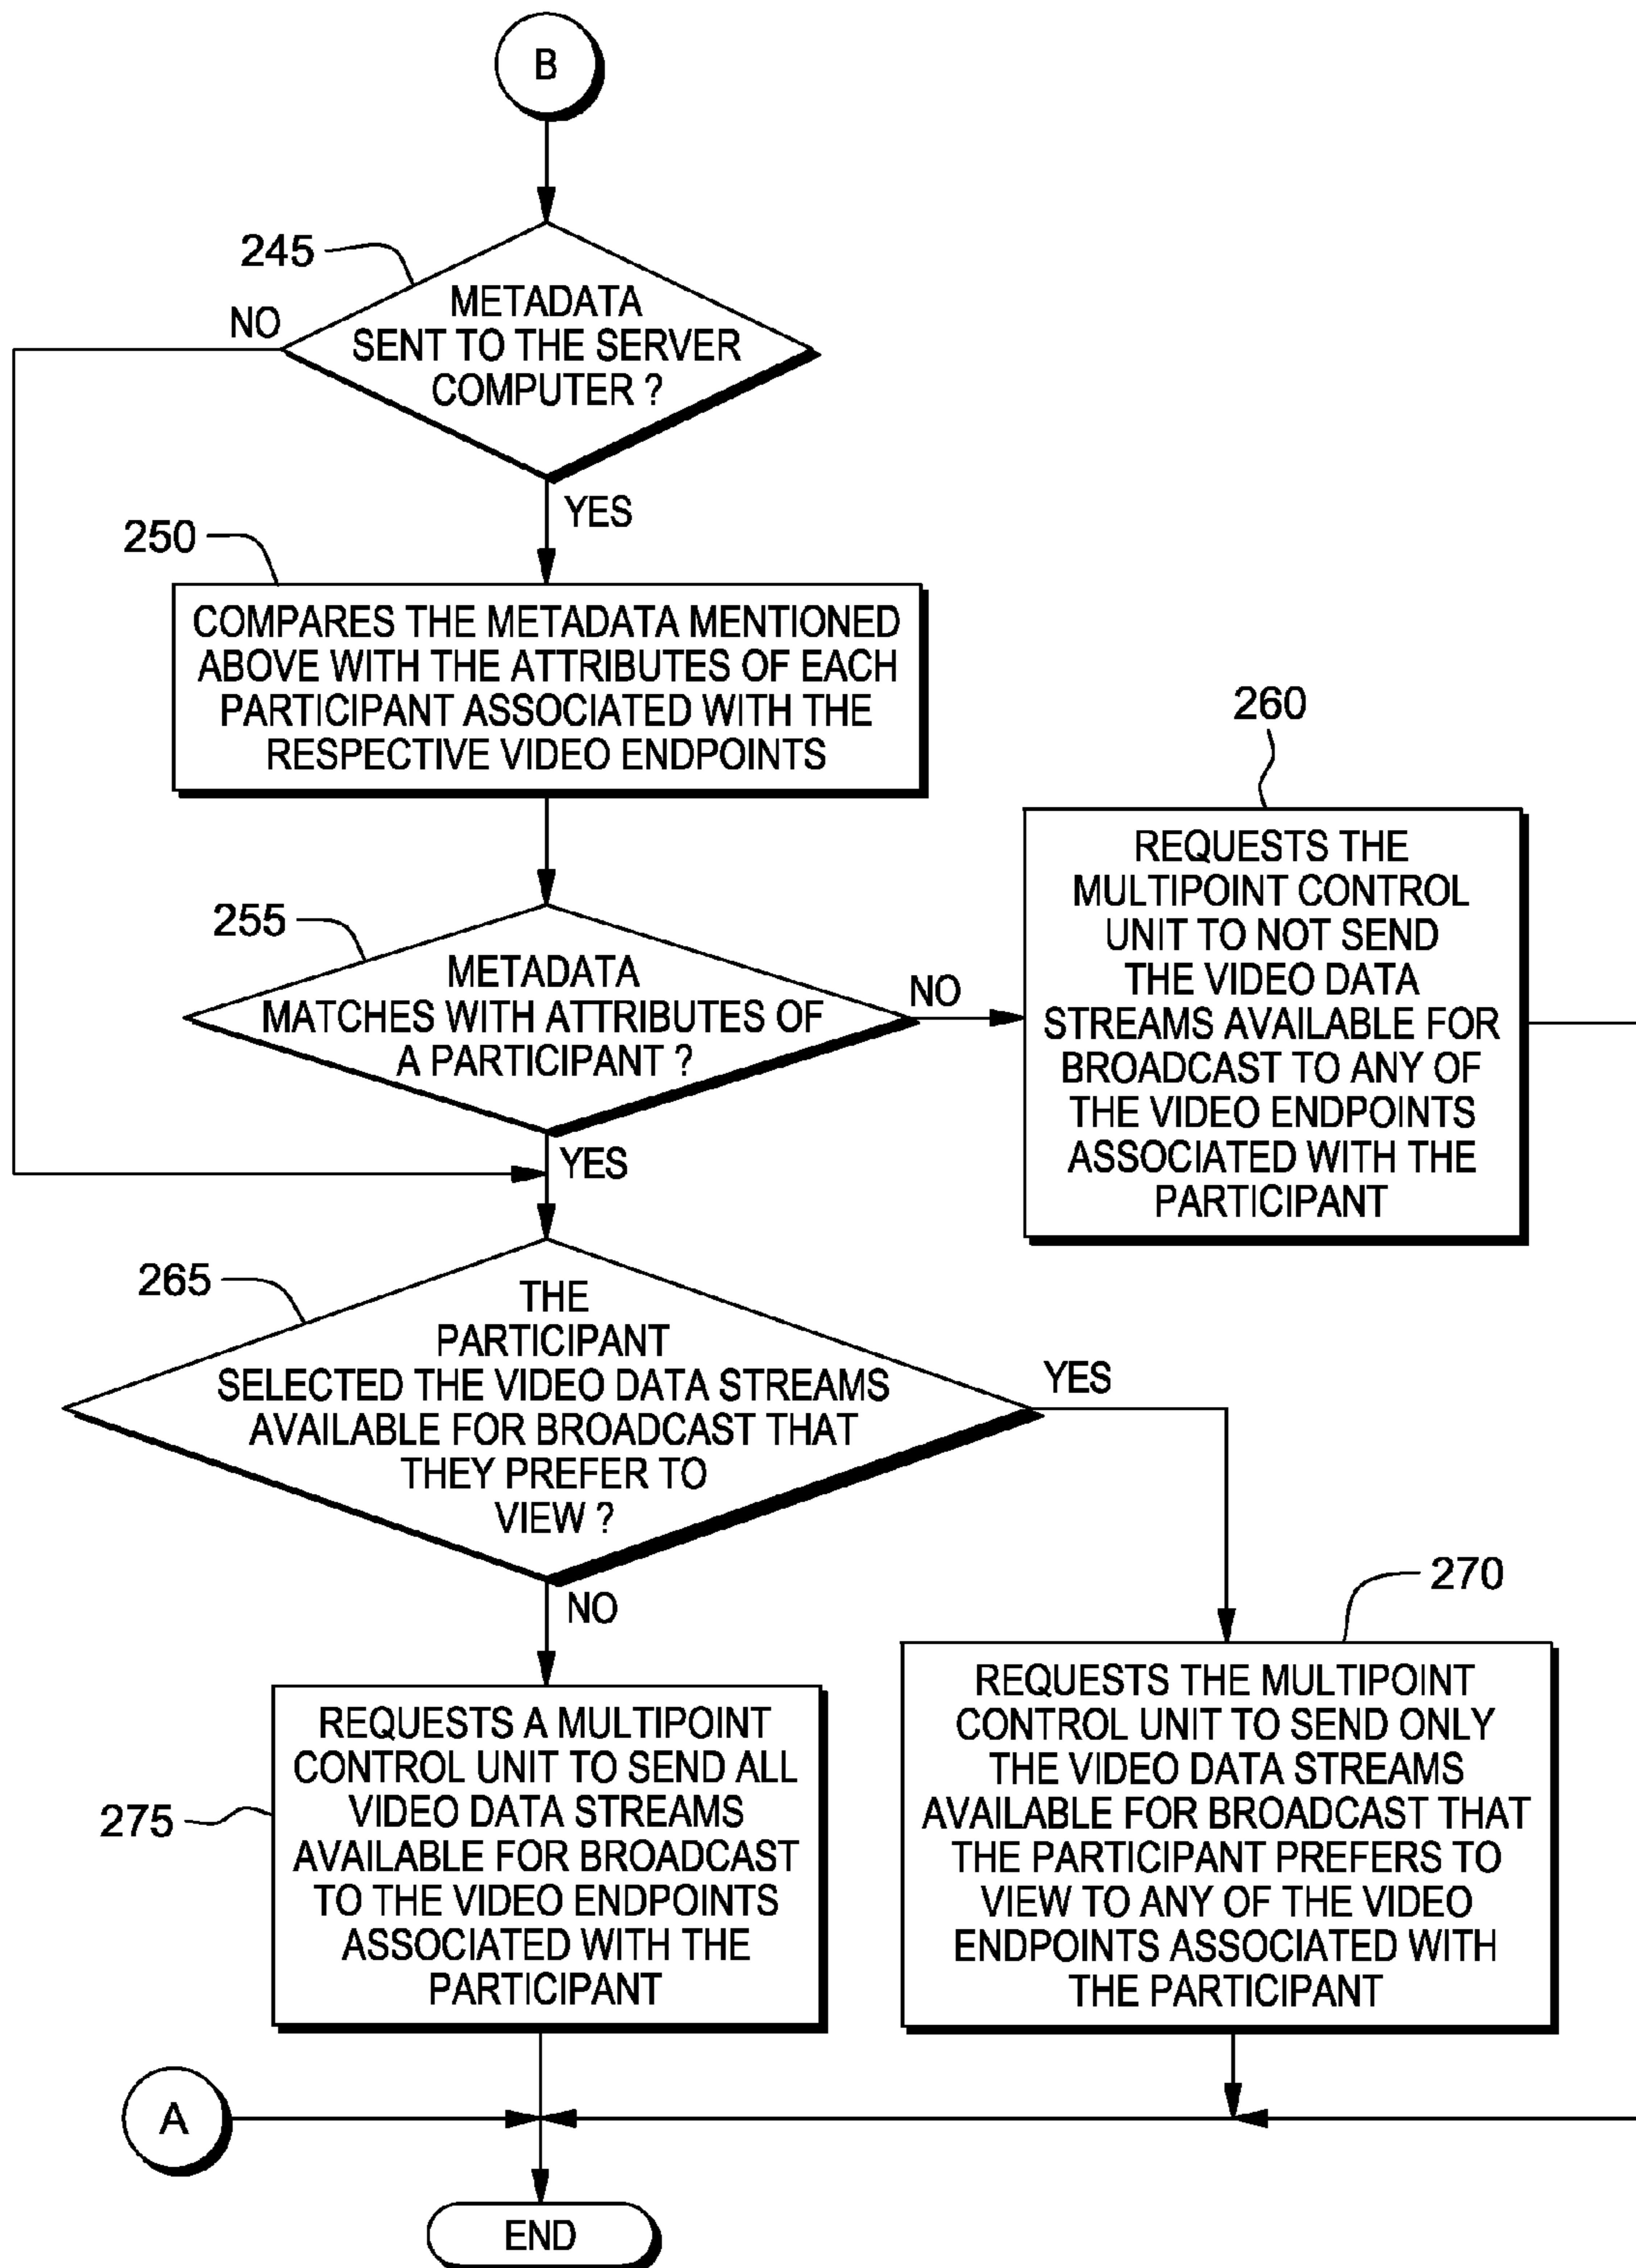 B
245
NO
METADATA
SENT TO THE SERVER
COMPUTER ?
YES
250
COMPARES THE METADATA MENTIONED
ABOVE WITH THE ATTRIBUTES OF EACH
PARTICIPANT ASSOCIATED WITH THE
RESPECTIVE VIDEO ENDPOINTS
255
METADATA
MATCHES WITH ATTRIBUTES OF
A PARTICIPANT ?
NO
260
REQUESTS THE
MULTIPOINT CONTROL
UNIT TO NOT SEND
THE VIDEO DATA
STREAMS AVAILABLE FOR
BROADCAST TO ANY OF
THE VIDEO ENDPOINTS
ASSOCIATED WITH THE
PARTICIPANT
YES
265
THE
PARTICIPANT
SELECTED THE VIDEO DATA STREAMS
AVAILABLE FOR BROADCAST THAT
THEY PREFER TO
VIEW ?
YES
NO
270
REQUESTS A MULTIPOINT
CONTROL UNIT TO SEND ALL
VIDEO DATA STREAMS
AVAILABLE FOR BROADCAST
TO THE VIDEO ENDPOINTS
ASSOCIATED WITH THE
PARTICIPANT
275
REQUESTS THE MULTIPOINT
CONTROL UNIT TO SEND ONLY
THE VIDEO DATA STREAMS
AVAILABLE FOR BROADCAST THAT
THE PARTICIPANT PREFERS TO
VIEW TO ANY OF THE VIDEO
ENDPOINTS ASSOCIATED WITH
THE PARTICIPANT
A
END